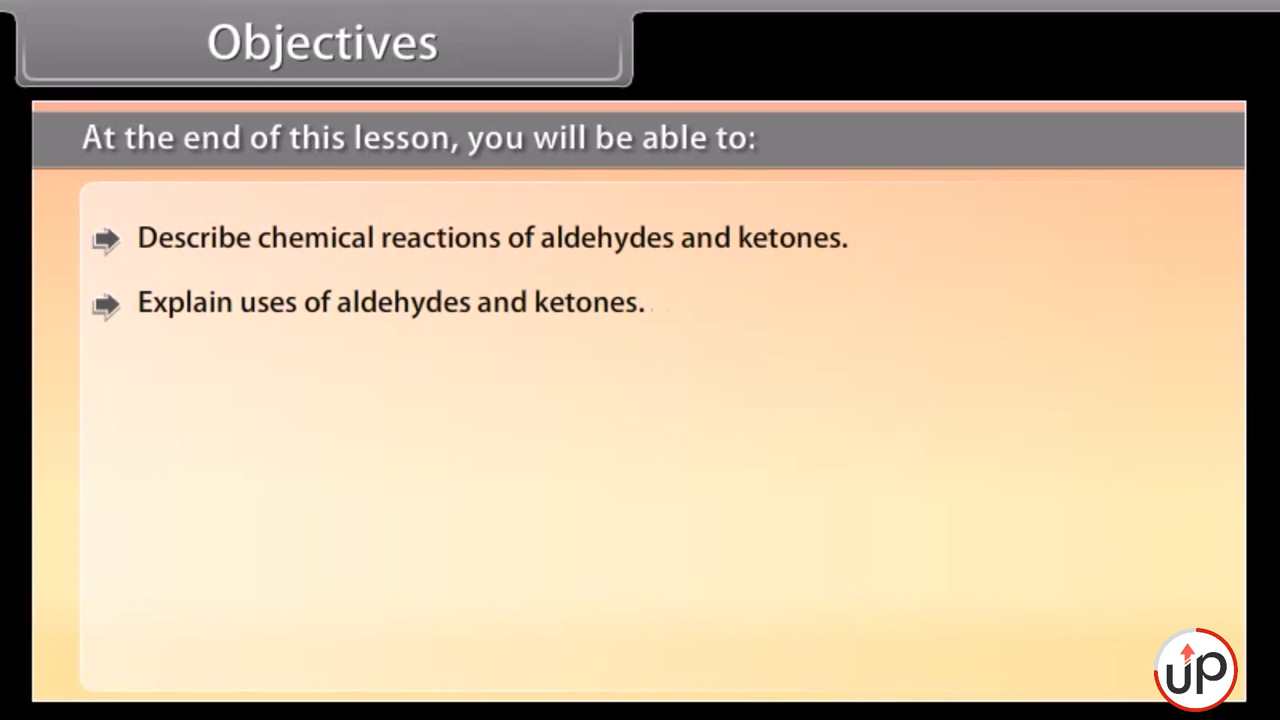 Objectives
At the end of this lesson, you will be able to:
Describe chemical reactions of aldehydes and ketones.
Explain uses of aldehydes and ketones.
up